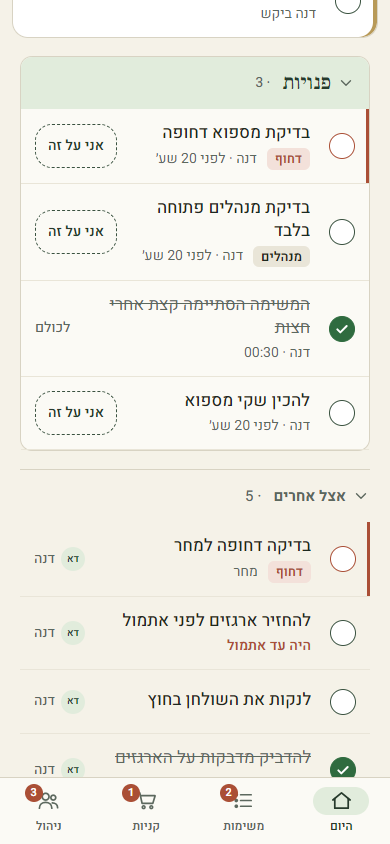 דנה ביקש
פנויות · 3
בדיקת מספוא דחופה
דחוף דנה · לפני 20 שע׳
אני על זה
בדיקת מנהלים פתוחה
בלבד
מנהלים דנה · לפני 20 שע׳
אני על זה
המשימה הסתיימה קצת אחרי
חצות
דנה · 00:30
לכולם
להכין שקי מספוא
דנה · לפני 20 שע׳
אני על זה
אצל אחרים · 5
בדיקה דחופה למחר
דחוף מחר
דא דנה
להחזיר ארגזים לפני אתמול
היה עד אתמול
דא דנה
לנקות את השולחן בחוץ
דא דנה
להדביק מדבקות על הארגזים
דא דנה
היום
2
משימות
1
קניות
3
ניהול